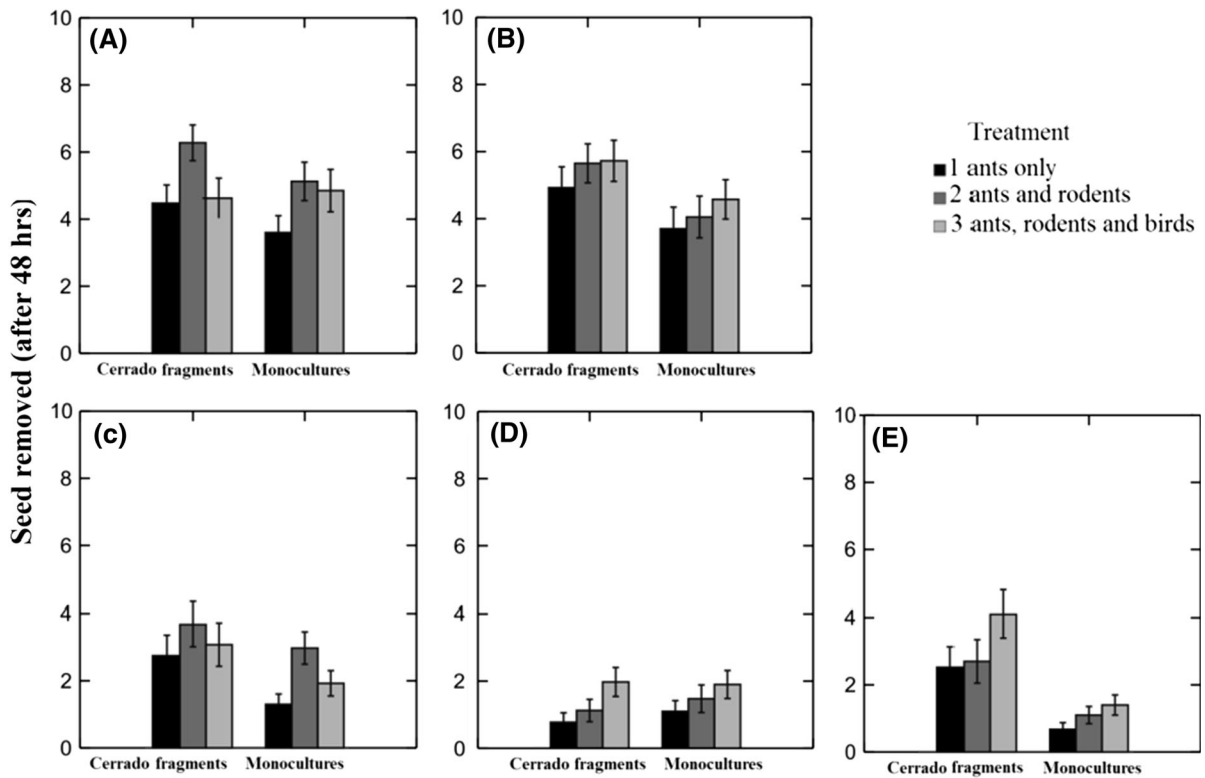 Seed removed (after 48 hrs)
(A)
10
8
6
4
2
0
Cerrado fragments Monocultures
(B)
10
8
6
4
2
0
Cerrado fragments Monocultures
Treatment
1 ants only
2 ants and rodents
3 ants, rodents and birds
(c)
10
8
6
4
2
0
Cerrado fragments Monocultures
(D)
10
8
6
4
2
0
Cerrado fragments Monocultures
(E)
10
8
6
4
2
0
Cerrado fragments Monocultures